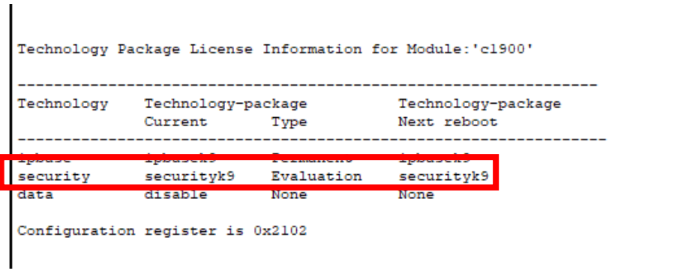 Technology Package License Information for Module:'c1900'
----------------------------------------------------------------
Technology    Technology-package           Technology-package
              Current       Type           Next reboot
-----------------------------------------------------------------
ipbase        ipbasek9      Permanent      ipbasek9
security      securityk9    Evaluation     securityk9
data          disable       None           None
Configuration register is 0x2102